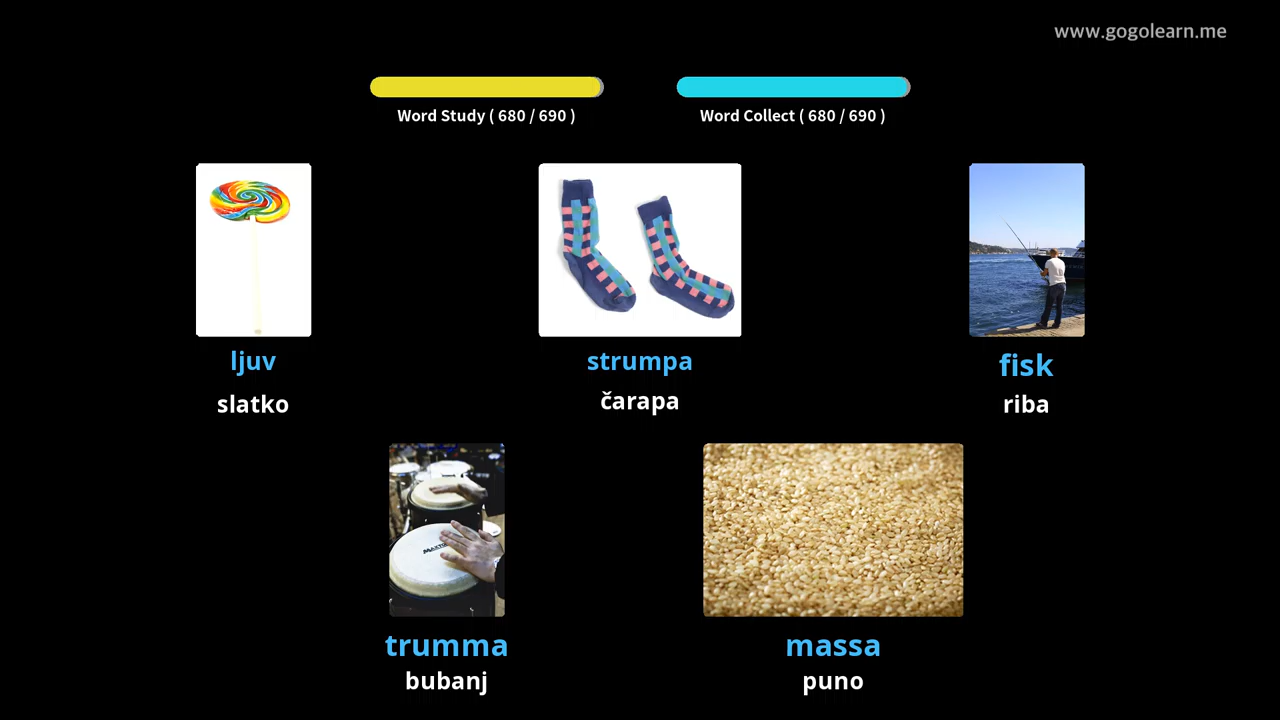 www.gogolearn.me
Word Study ( 680 / 690 )
Word Collect ( 680 / 690 )
ljuv
strumpa
fisk
slatko
čarapa
riba
trumma
massa
bubanj
puno